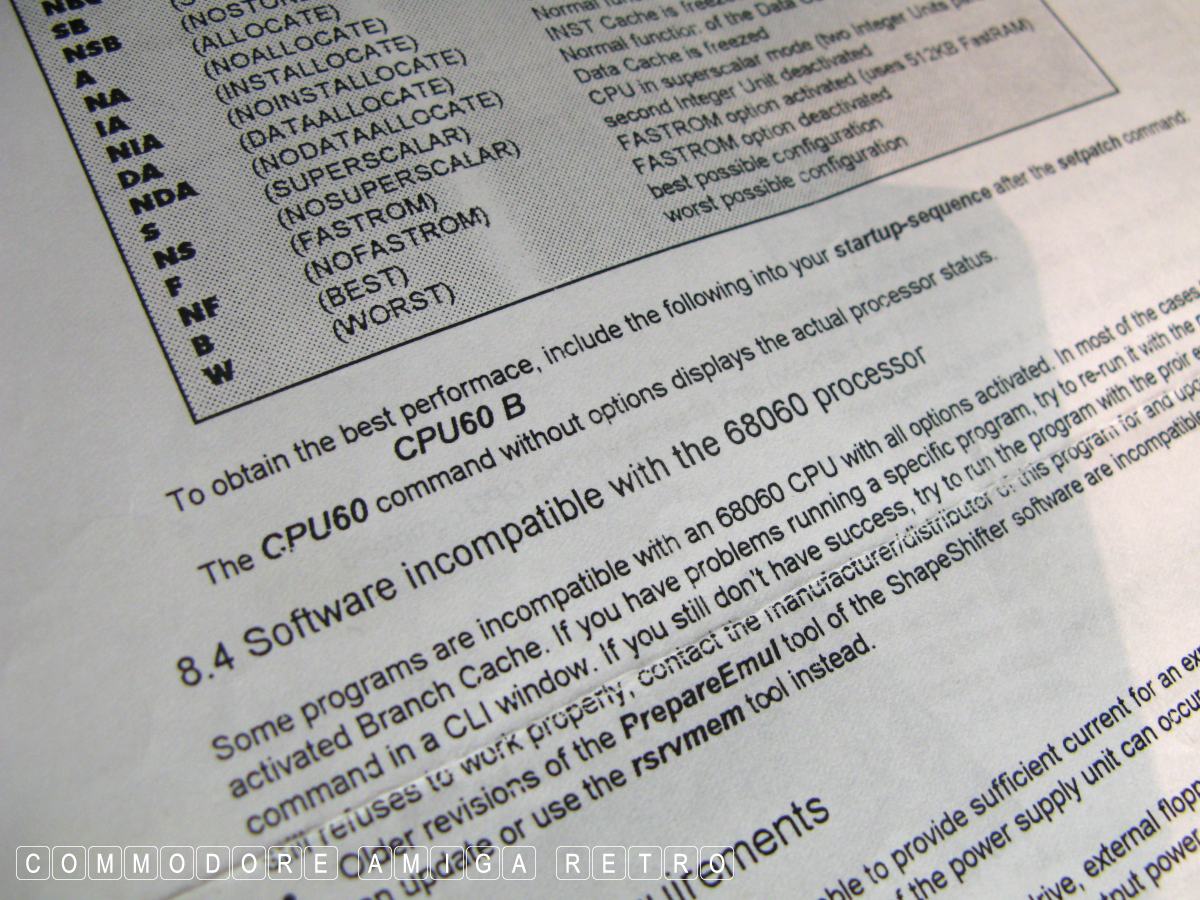 SB (NOSTORE
NSB (ALLOCATE)
A (NOALLOCATE) INST Cache is freezed
NA (INSTALLOCATE) Normal function of the Data
IA (NOINSTALLOCATE) Data Cache is freezed
NIA (DATAALLOCATE) CPU in superscalar mode (two Integer Units
DA (NODATAALLOCATE) second Integer Unit deactivated
NDA (SUPERSCALAR) FASTROM option activated (uses 512KB FastRAM)
S (NOSUPERSCALAR) FASTROM option deactivated
NS (FASTROM) best possible configuration
F (NOFASTROM) worst possible configuration
NF (BEST)
B (WORST)
W
To obtain the best performace, include the following into your startup-sequence after the setpatch command:
CPU60 B
The CPU60 command without options displays the actual processor status.
8.4 Software incompatible with the 68060 processor
Some programs are incompatible with an 68060 CPU with all options activated. In most of the cases
activated Branch Cache. If you have problems running a specific program, try to re-run it with the
command in a CLI window. If you still don't have success, try to run the program with the proir
still refuses to work properly, contact the manufacturer/distributor of this program for and
Older revisions of the PrepareEmul tool of the ShapeShifter software are incompatible
an update or use the rsrvmem tool instead.
to provide sufficient current for an
the power supply unit can occur
external
COMMODORE AMIGA RETRO